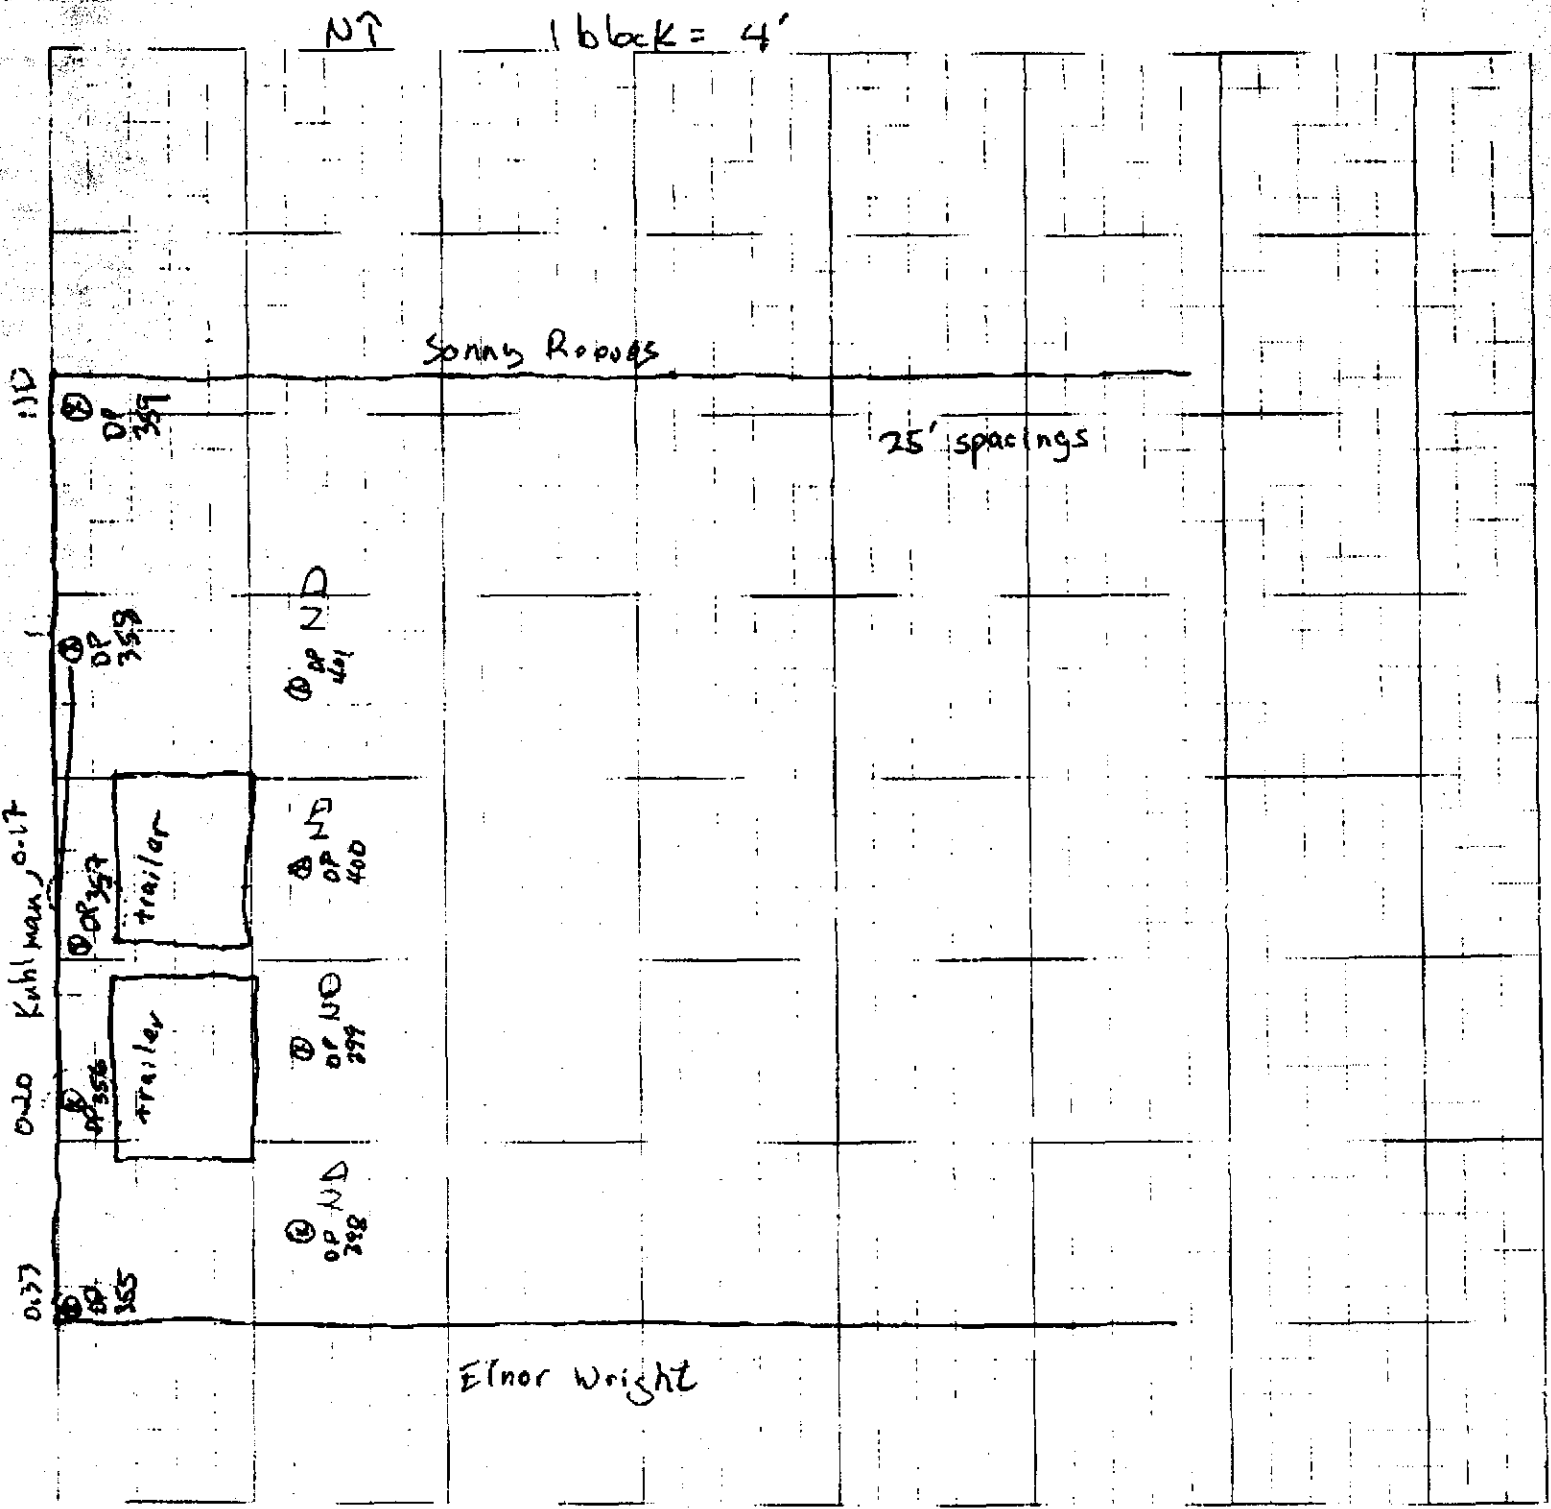 N↑ 1 block = 4'
Sonny
25' spacings
.10
DP
359
DP
358
ND
DP
401
Kuhlman, 0.17
DP 357
trailer
ND
DP
400
0.20
DP 356
trailer
ND
DP
399
ND
DP
398
0.37
DP
355
Elnor Wright